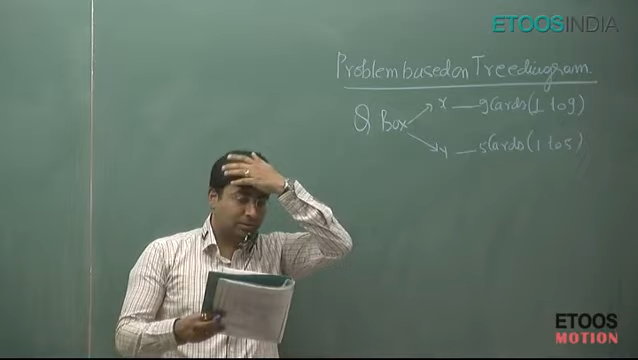 ETOOSINDIA
Problem based on Tree diagram.
Q Box
x — 9 Cards (1 to 9)
y — 5 Cards (1 to 5)
ETOOS
MOTION